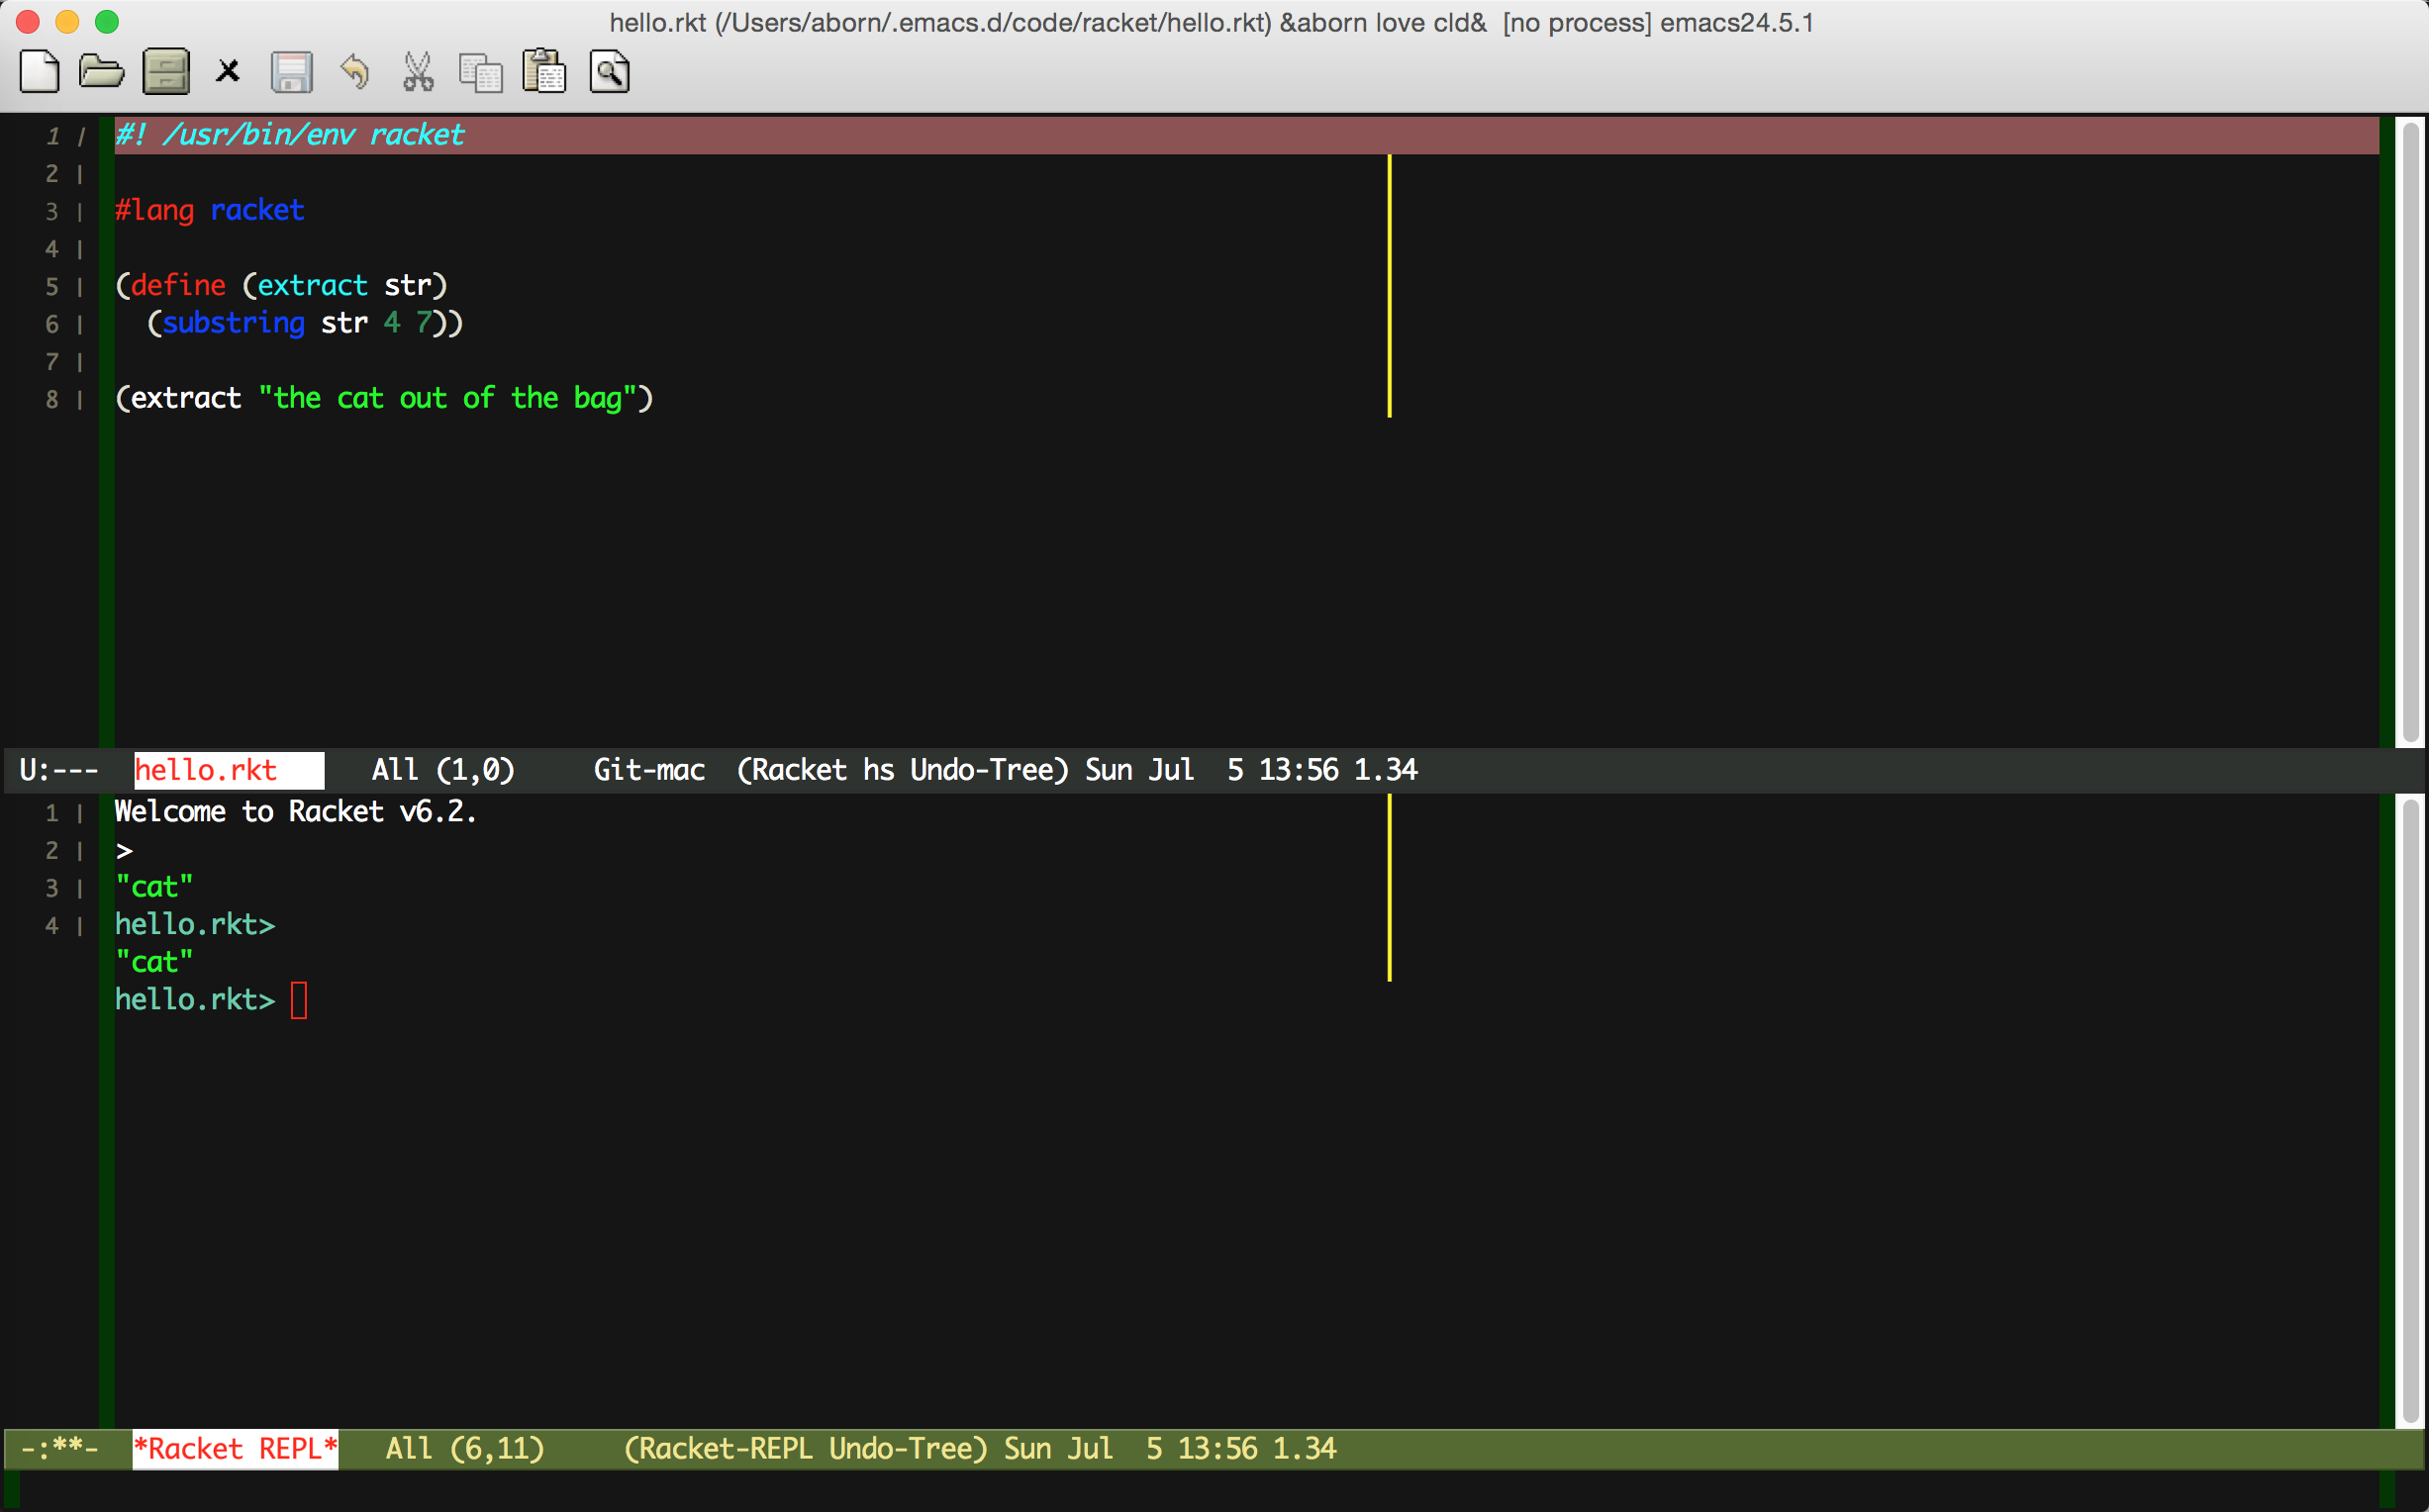 hello.rkt (/Users/aborn/.emacs.d/code/racket/hello.rkt) &aborn love cld&  [no process] emacs24.5.1
1 | #! /usr/bin/env racket
2 |
3 | #lang racket
4 |
5 | (define (extract str)
6 |   (substring str 4 7))
7 |
8 | (extract "the cat out of the bag")
U:---  hello.rkt      All (1,0)     Git-mac  (Racket hs Undo-Tree) Sun Jul  5 13:56 1.34
1 | Welcome to Racket v6.2.
2 | >
3 | "cat"
4 | hello.rkt>
"cat"
hello.rkt>
-:**-  *Racket REPL*   All (6,11)     (Racket-REPL Undo-Tree) Sun Jul  5 13:56 1.34